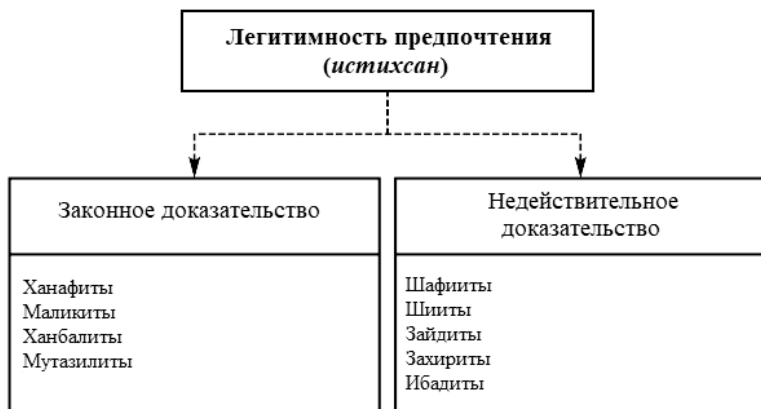 Легитимность предпочтения
(истихсан)
Законное доказательство
Ханафиты
Маликиты
Ханбалиты
Мутазилиты
Недействительное
доказательство
Шафииты
Шииты
Зайдиты
Захириты
Ибадиты